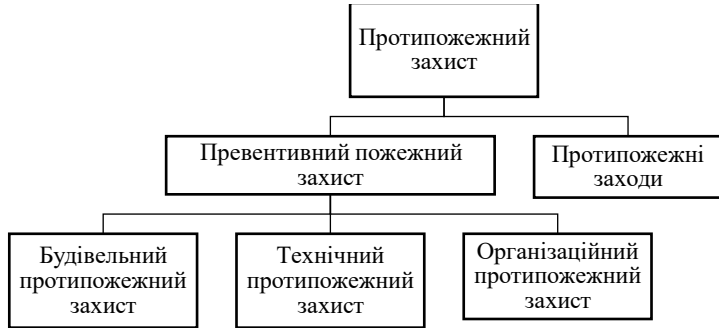 Протипожежний
захист
Превентивний пожежний
захист
Протипожежні
заходи
Будівельний
протипожежний
захист
Технічний
протипожежний
захист
Організаційний
протипожежний
захист